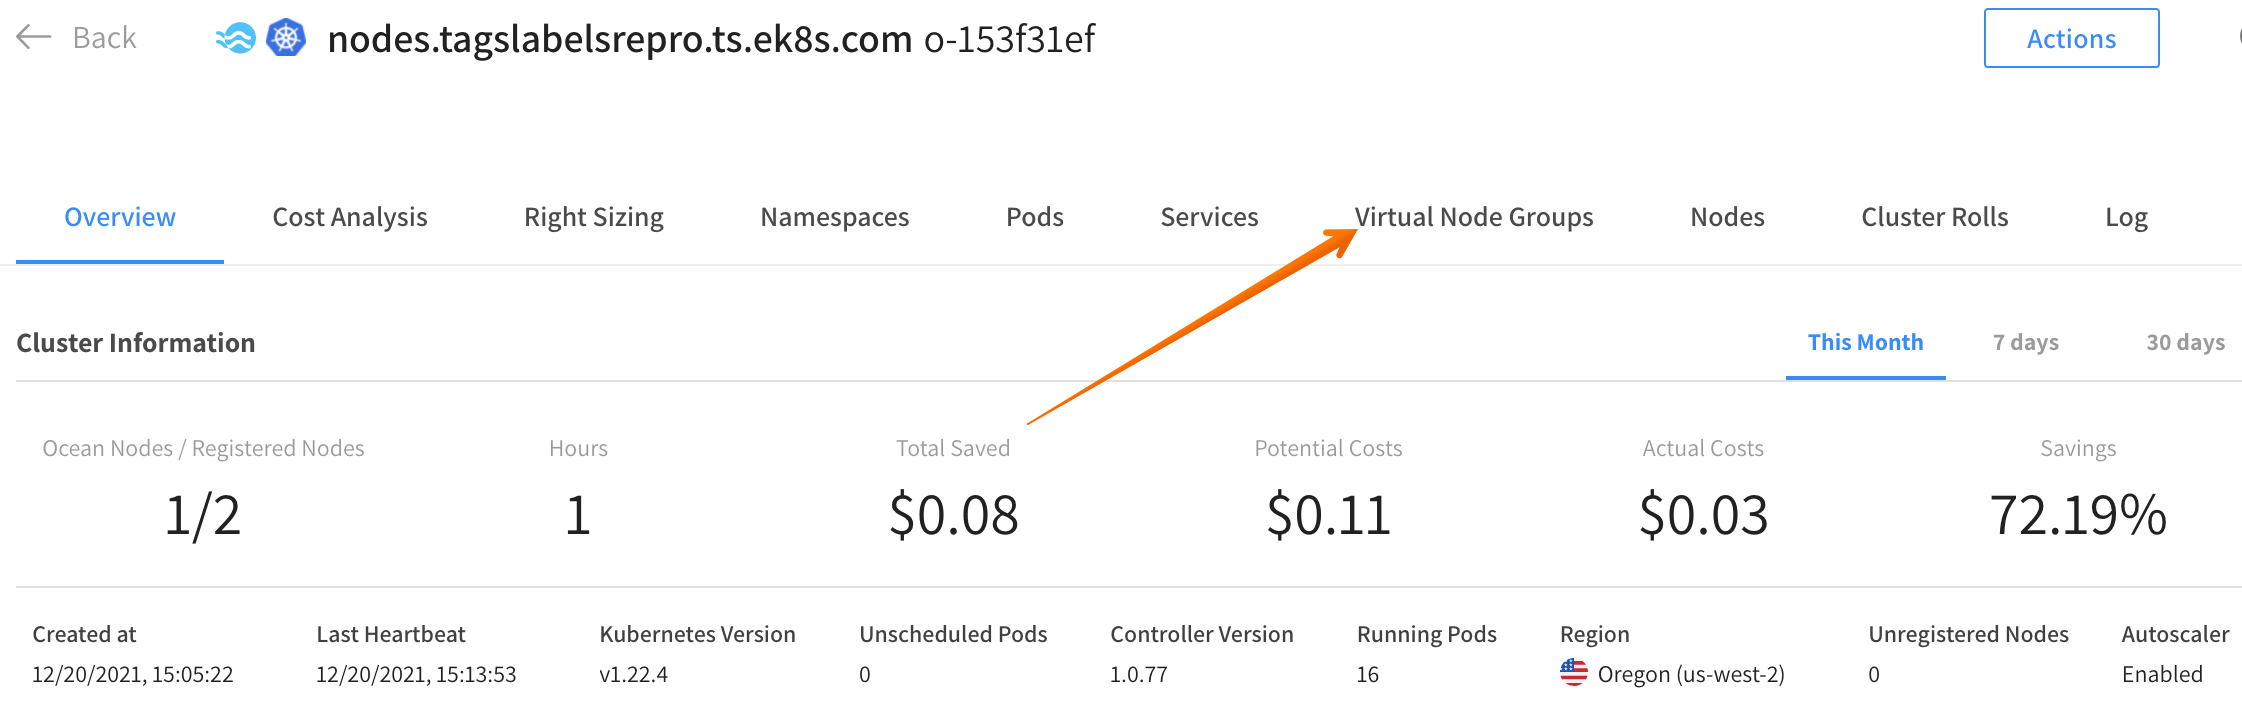 Back
nodes.tagslabelsrepro.ts.ek8s.com o-153f31ef
Actions
Overview Cost Analysis Right Sizing Namespaces Pods Services Virtual Node Groups Nodes Cluster Rolls Log
Cluster Information
This Month 7 days 30 days
Ocean Nodes / Registered Nodes Hours Total Saved Potential Costs Actual Costs Savings
1/2 1 $0.08 $0.11 $0.03 72.19%
Created at Last Heartbeat Kubernetes Version Unscheduled Pods Controller Version Running Pods Region Unregistered Nodes Autoscaler
12/20/2021, 15:05:22 12/20/2021, 15:13:53 v1.22.4 0 1.0.77 16 Oregon (us-west-2) 0 Enabled